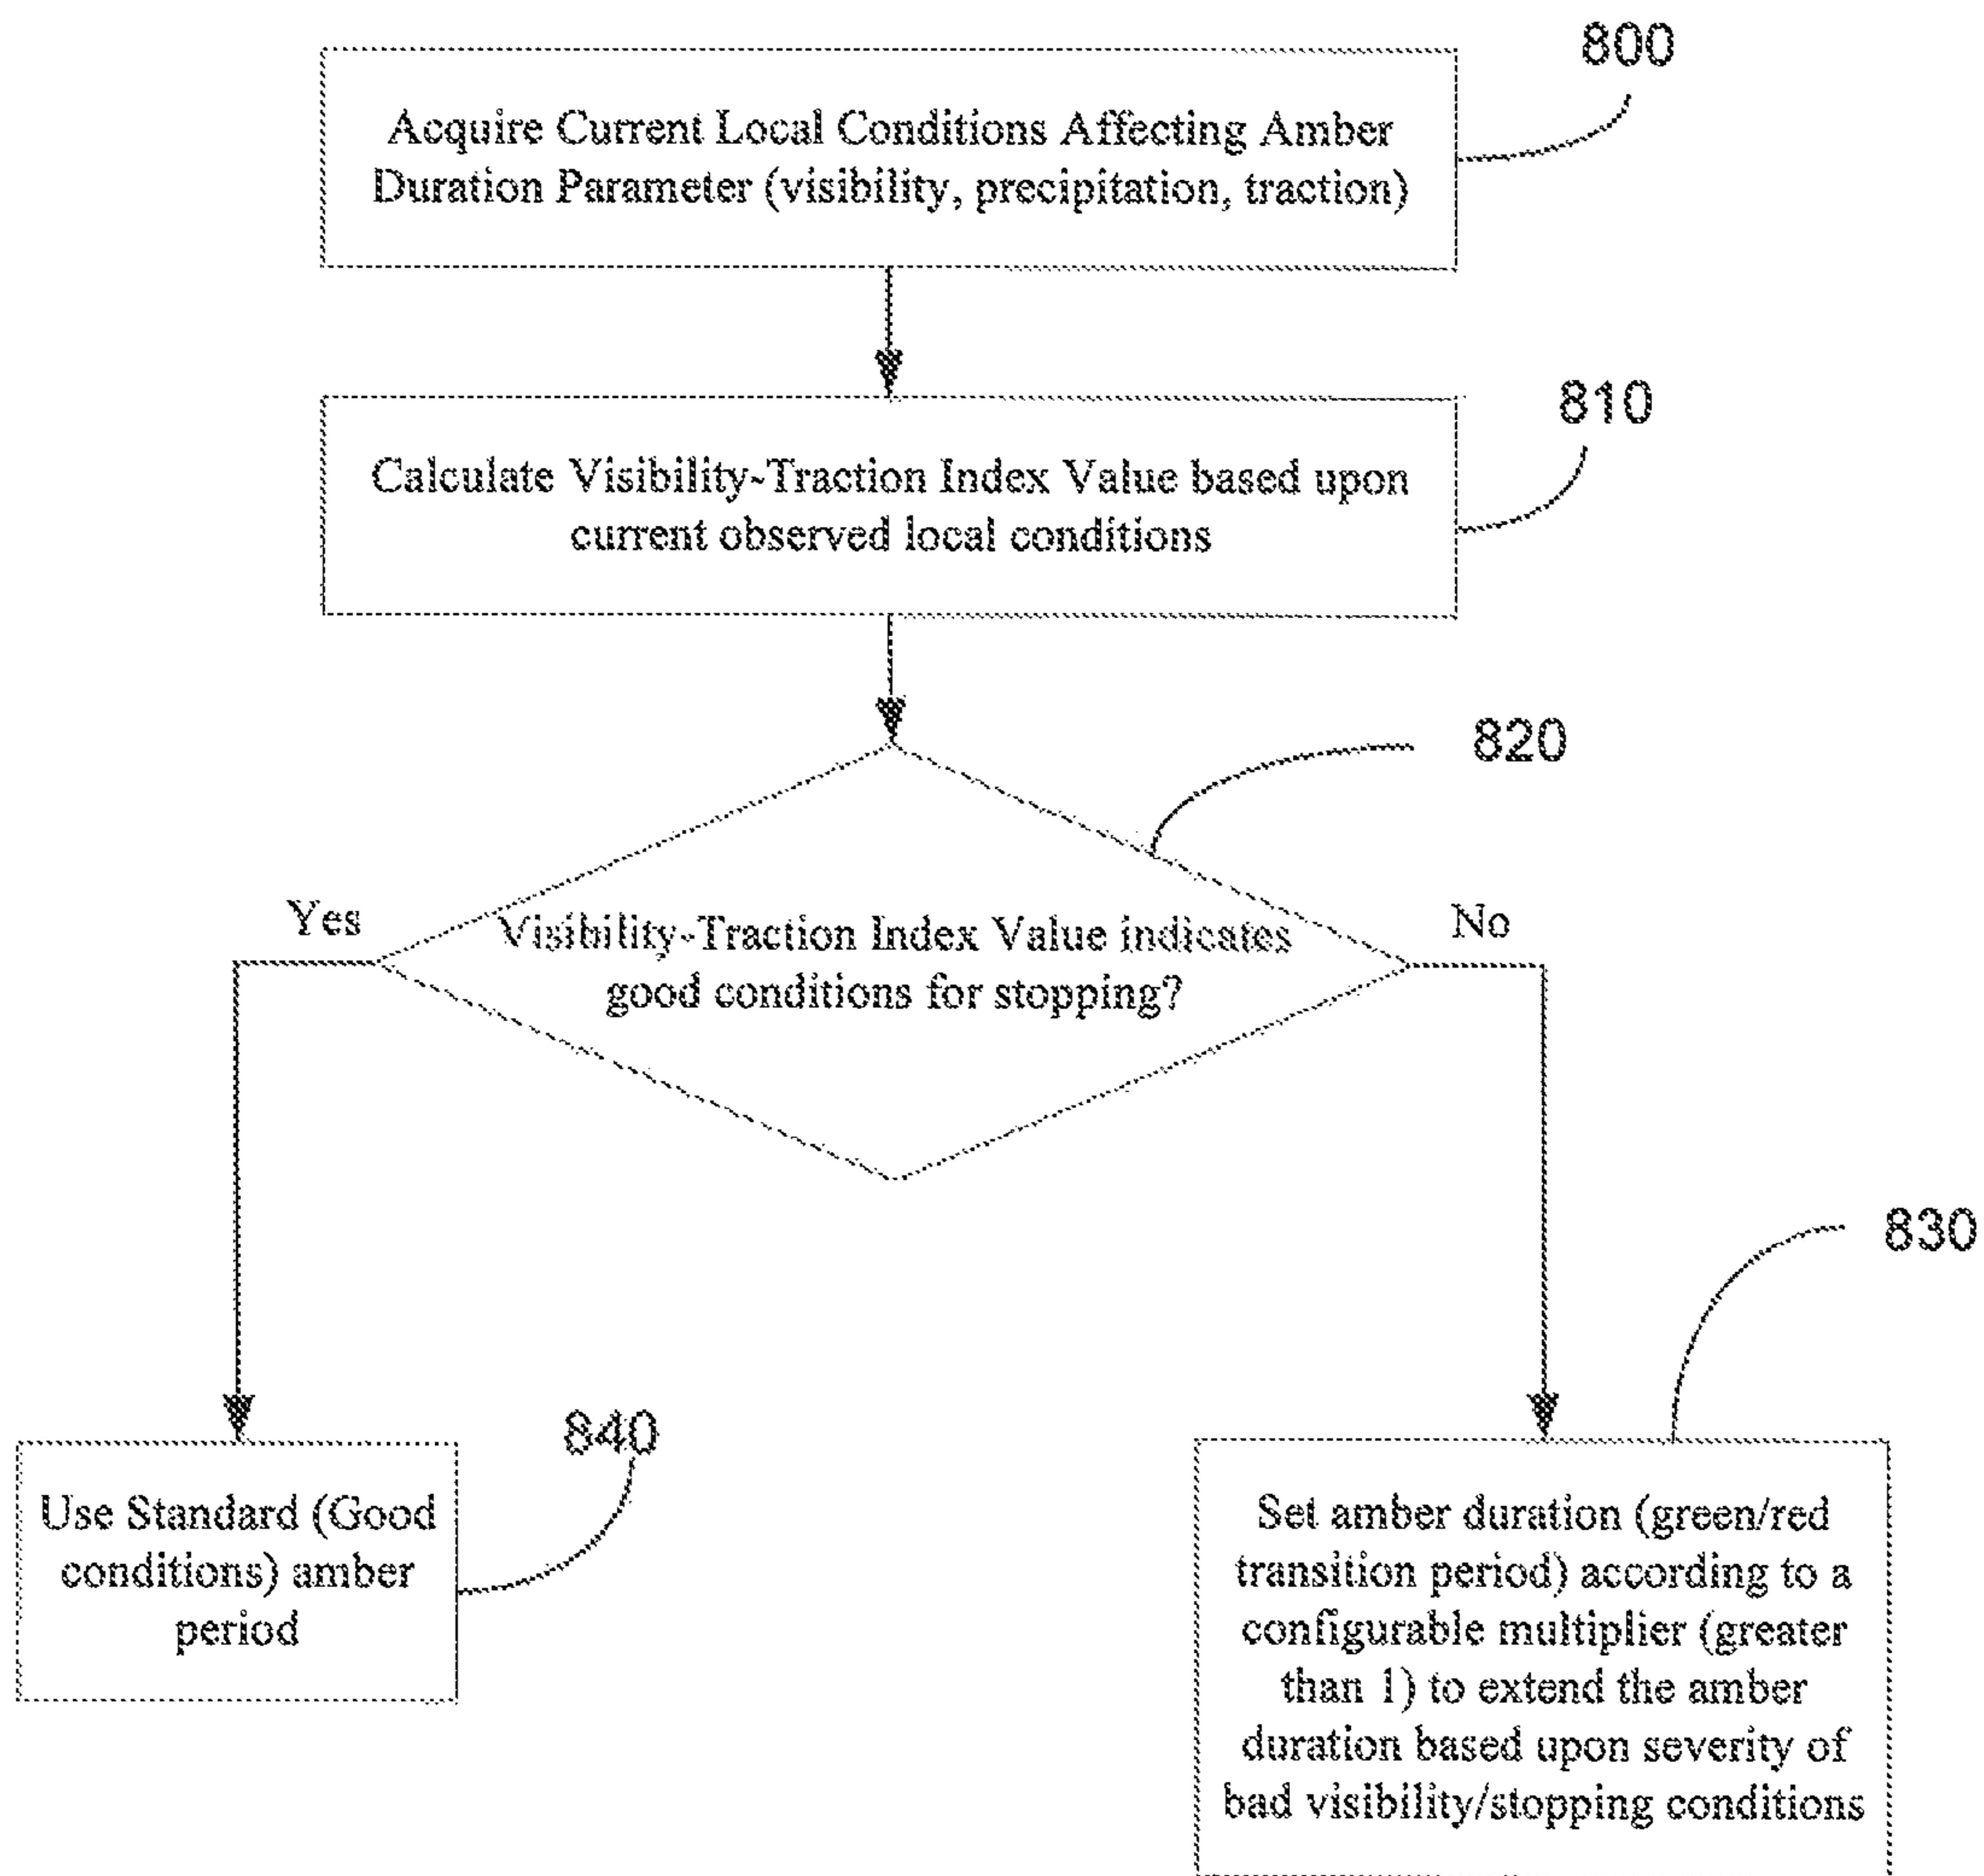 800
Acquire Current Local Conditions Affecting Amber
Duration Parameter (visibility, precipitation, traction)
810
Calculate Visibility-Traction Index Value based upon
current observed local conditions
820
Yes
No
Visibility-Traction Index Value indicates
good conditions for stopping?
830
840
Use Standard (Good
conditions) amber
period
Set amber duration (green/red
transition period) according to a
configurable multiplier (greater
than 1) to extend the amber
duration based upon severity of
bad visibility/stopping conditions